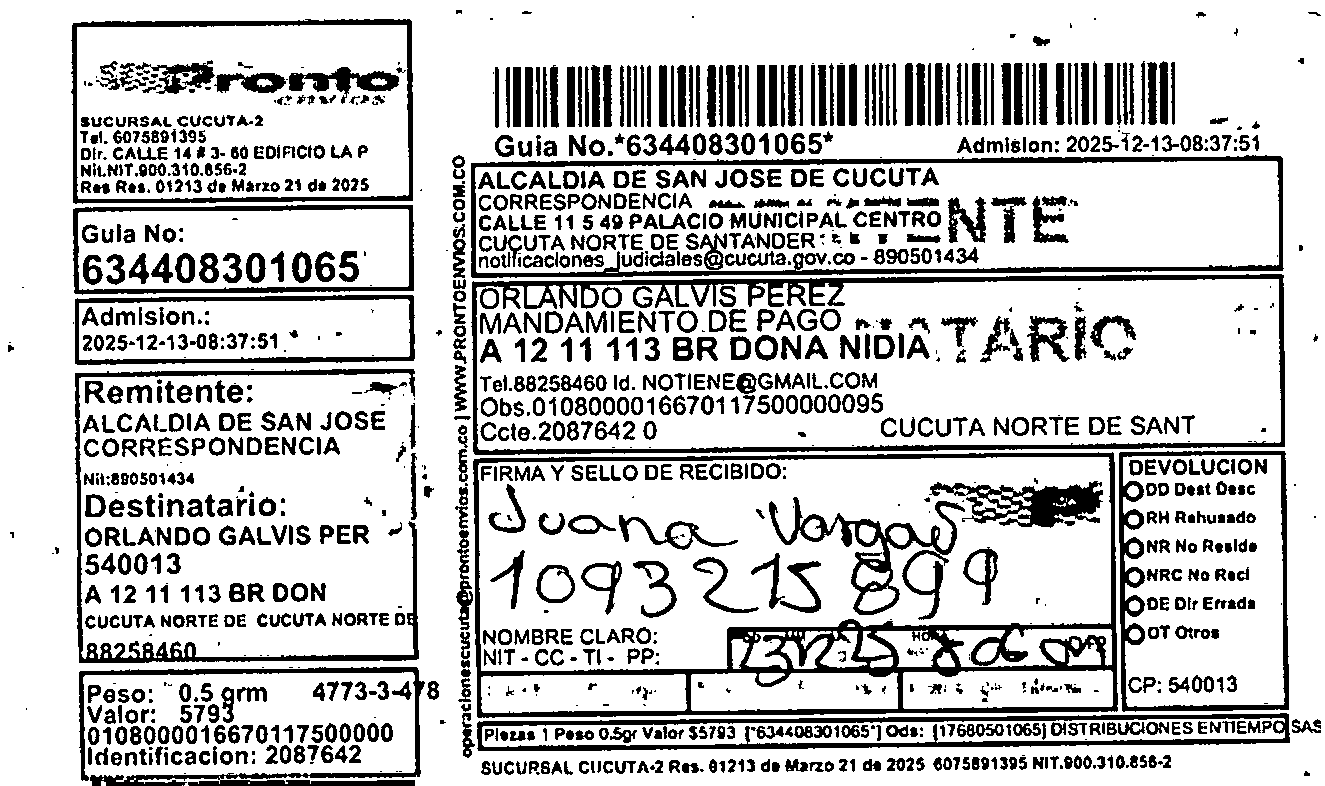 Pronto
envios
SUCURSAL CUCUTA-2
Tel. 6075891395
Dir. CALLE 14 # 3- 60 EDIFICIO LA P
Nit.NIT.900.310.856-2
Res Res. 01213 de Marzo 21 de 2025
Guia No:
634408301065
Admision.:
2025-12-13-08:37:51
Remitente:
ALCALDIA DE SAN JOSE
CORRESPONDENCIA
Nit:890501434
Destinatario:
ORLANDO GALVIS PER
540013
A 12 11 113 BR DON
CUCUTA NORTE DE CUCUTA NORTE DE
88258460
Peso: 0.5 grm 4773-3-478
Valor: 5793
01080000166701175000000
Identificacion: 2087642
operacionescucuta@prontoenvios.com.co | WWW.PRONTOENVIOS.COM.CO
Guia No.*634408301065*
Admision: 2025-12-13-08:37:51
ALCALDIA DE SAN JOSE DE CUCUTA
CORRESPONDENCIA
CALLE 11 5 49 PALACIO MUNICIPAL CENTRO
CUCUTA NORTE DE SANTANDER
notificaciones_judiciales@cucuta.gov.co - 890501434
ORLANDO GALVIS PEREZ
MANDAMIENTO DE PAGO
A 12 11 113 BR DONA NIDIA
TARIO
Tel.88258460 Id. NOTIENE@GMAIL.COM
Obs.0108000016670117500000095
Ccte.2087642 0 CUCUTA NORTE DE SANT
FIRMA Y SELLO DE RECIBIDO:
Juana Vargas
1093215899
NOMBRE CLARO:
NIT - CC - TI - PP:
HORA
DEVOLUCION
DD Dest Desc
RH Rehusado
NR No Reside
NRC No Recl
DE Dir Errada
OT Otros
CP: 540013
Piezas 1 Peso 0.5gr Valor $5793 ["634408301065"] Ods: [17680501065] DISTRIBUCIONES ENTIEMPO SAS
SUCURSAL CUCUTA-2 Res. 01213 de Marzo 21 de 2025 6075891395 NIT.900.310.856-2